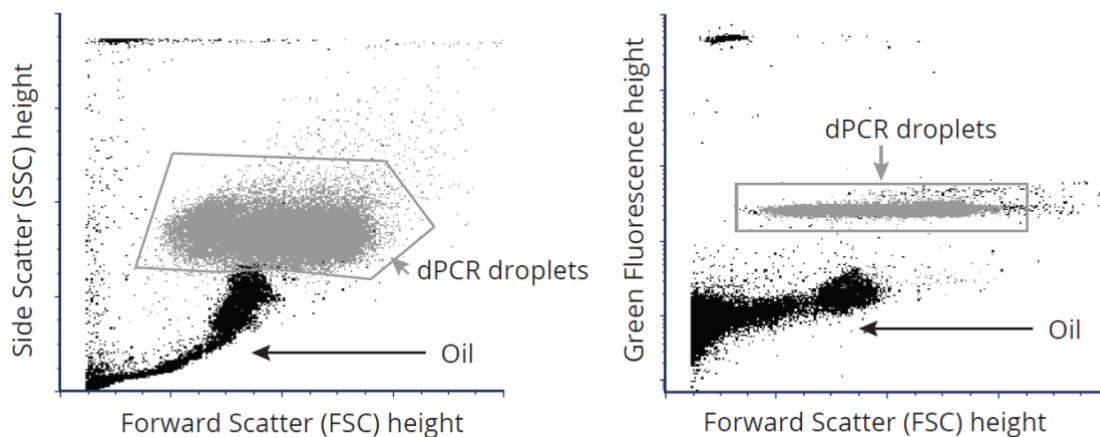 Side Scatter (SSC) height
dPCR droplets
Oil
Forward Scatter (FSC) height
Green Fluorescence height
dPCR droplets
Oil
Forward Scatter (FSC) height